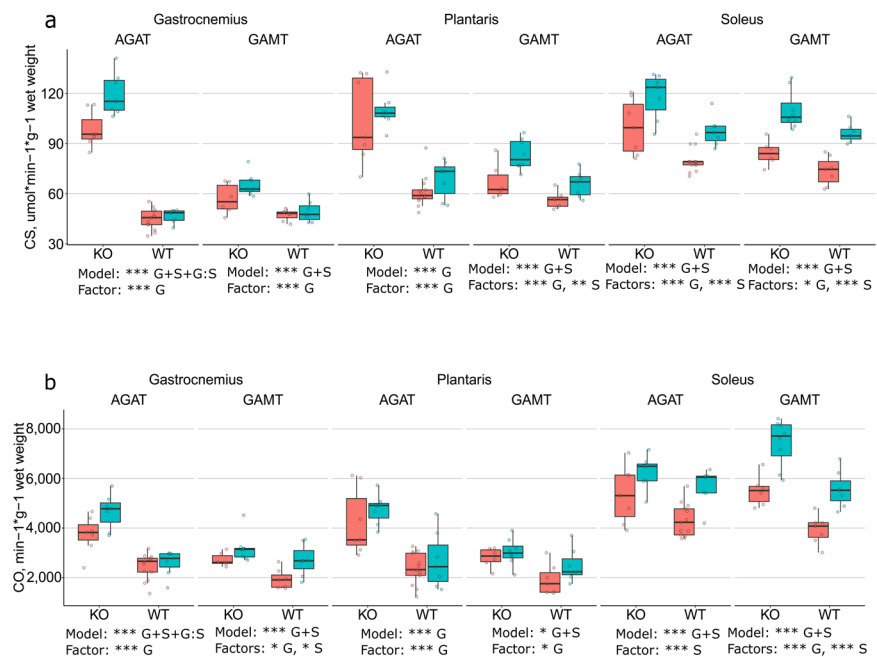 a
Gastrocnemius Plantaris Soleus
AGAT GAMT AGAT GAMT AGAT GAMT
CS, umol*min−1*g−1 wet weight
120
90
60
30
KO WT KO WT KO WT KO WT KO WT KO WT
Model: *** G+S+G:S Model: *** G+S Model: *** G Model: *** G+S Model: *** G+S Model: *** G+S
Factor: *** G Factor: *** G Factor: *** G Factors: *** G, ** S Factors: *** G, *** S Factors: * G, *** S
b
Gastrocnemius Plantaris Soleus
AGAT GAMT AGAT GAMT AGAT GAMT
CO, min−1*g−1 wet weight
8,000
6,000
4,000
2,000
KO WT KO WT KO WT KO WT KO WT KO WT
Model: *** G+S+G:S Model: *** G+S Model: *** G Model: * G+S Model: *** G+S Model: *** G+S
Factor: *** G Factors: * G, * S Factor: *** G Factor: * G Factor: *** S Factors: *** G, *** S